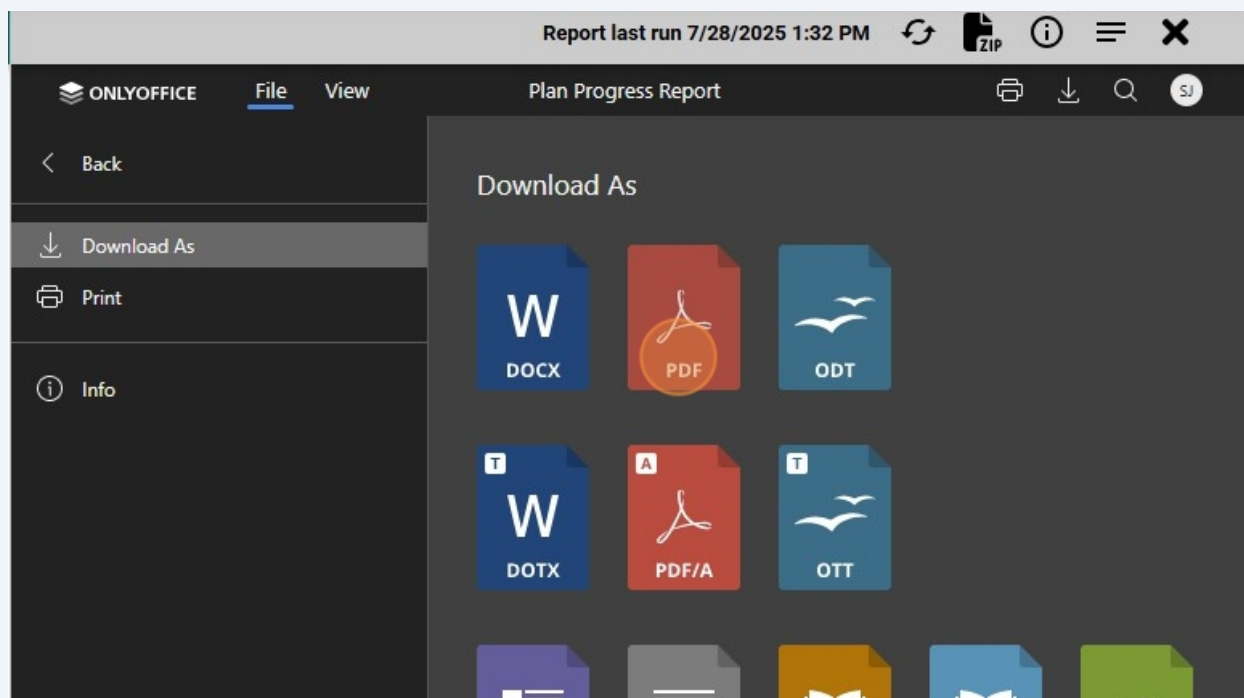 Report last run 7/28/2025 1:32 PM
ZIP
ONLYOFFICE File View Plan Progress Report SJ
Back
Download As
Print
Info
Download As
W W
DOCX PDF ODT
T A T
W
DOTX PDF/A OTT